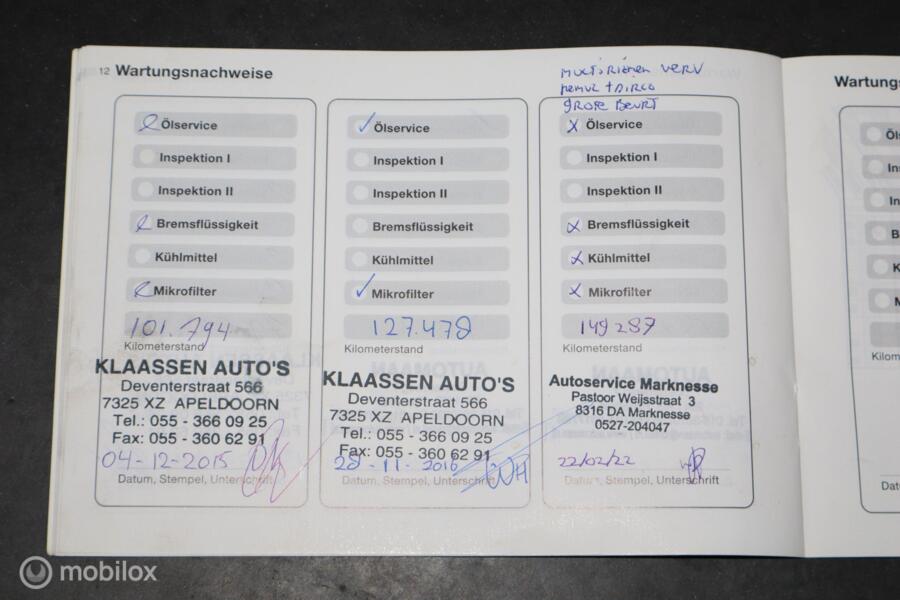 12 Wartungsnachweise
Ölservice
Inspektion I
Inspektion II
Bremsflüssigkeit
Kühlmittel
Mikrofilter
101.794
Kilometerstand
KLAASSEN AUTO'S
Deventerstraat 566
7325 XZ APELDOORN
Tel.: 055 - 366 09 25
Fax: 055 - 360 62 91
04-12-2015
Datum, Stempel, Unterschrift
Ölservice
Inspektion I
Inspektion II
Bremsflüssigkeit
Kühlmittel
Mikrofilter
127.478
Kilometerstand
KLAASSEN AUTO'S
Deventerstraat 566
7325 XZ APELDOORN
Tel.: 055 - 366 09 25
Fax: 055 - 360 62 91
28-11-2016
Datum, Stempel, Unterschrift
MULTIRIEMEN VERV
REMVL + AIRCO
GROTE BEURT
Ölservice
Inspektion I
Inspektion II
Bremsflüssigkeit
Kühlmittel
Mikrofilter
149287
Kilometerstand
Autoservice Marknesse
Pastoor Weijsstraat 3
8316 DA Marknesse
0527-204047
22/02/22
Datum, Stempel, Unterschrift
mobilox